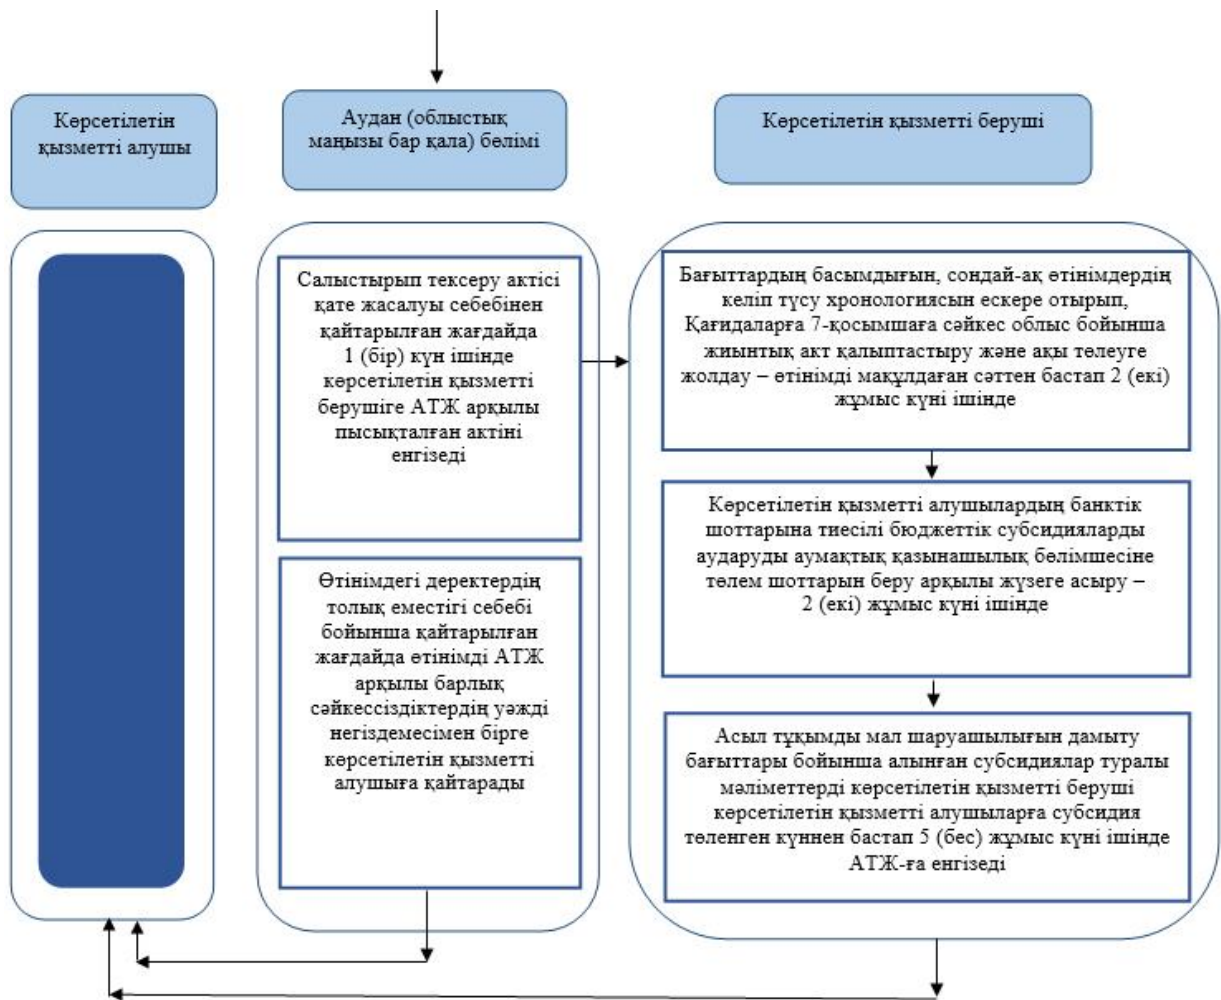 Көрсетілетін
қызметті алушы
Аудан (облыстық
маңызы бар қала) бөлімі
Көрсетілетін қызметті беруші
Салыстырып тексеру актісі
қате жасалуы себебінен
қайтарылған жағдайда
1 (бір) күн ішінде
көрсетілетін қызметті
берушіге АТЖ арқылы
пысықталған актіні
енгізеді
Өтінімдегі деректердің
толық еместігі себебі
бойынша қайтарылған
жағдайда өтінімді АТЖ
арқылы барлық
сәйкессіздіктердің уәжді
негіздемесімен бірге
көрсетілетін қызметті
алушыға қайтарады
Бағыттардың басымдығын, сондай-ақ өтінімдердің
келіп түсу хронологиясын ескере отырып,
Қағидаларға 7-қосымшаға сәйкес облыс бойынша
жиынтық акт қалыптастыру және ақы төлеуге
жолдау – өтінімді мақұлдаған сәттен бастап 2 (екі)
жұмыс күні ішінде
Көрсетілетін қызметті алушылардың банктік
шоттарына тиесілі бюджеттік субсидияларды
аударуды аумақтық қазынашылық бөлімшесіне
төлем шоттарын беру арқылы жүзеге асыру –
2 (екі) жұмыс күні ішінде
Асыл тұқымды мал шаруашылығын дамыту
бағыттары бойынша алынған субсидиялар туралы
мәліметтерді көрсетілетін қызметті беруші
көрсетілетін қызметті алушыларға субсидия
төленген күннен бастап 5 (бес) жұмыс күні ішінде
АТЖ-ға енгізеді